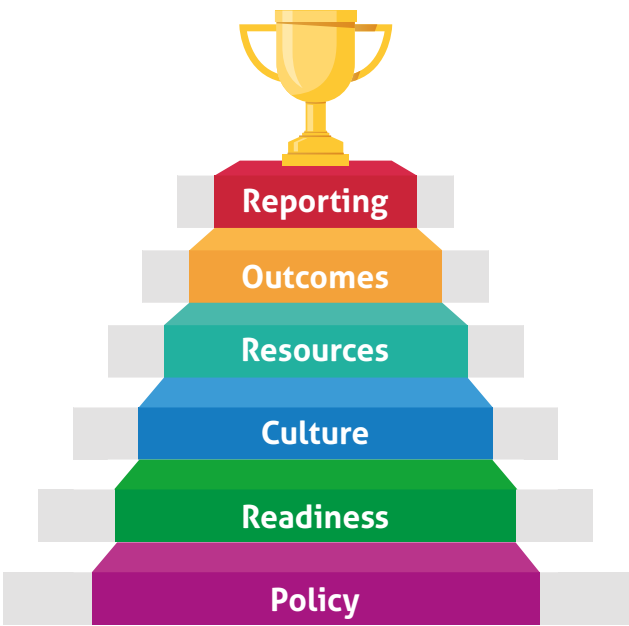 Reporting
Outcomes
Resources
Culture
Readiness
Policy